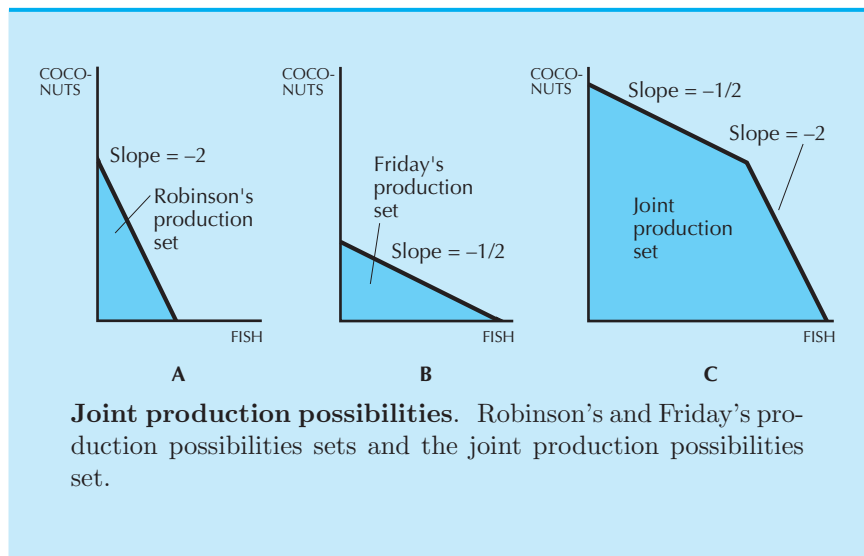 COCO-
NUTS
Slope = –2
Robinson's
production
set
FISH
A
COCO-
NUTS
Friday's
production
set
Slope = –1/2
FISH
B
COCO-
NUTS
Slope = –1/2
Slope = –2
Joint
production
set
FISH
C
Joint production possibilities. Robinson’s and Friday’s pro-
duction possibilities sets and the joint production possibilities
set.